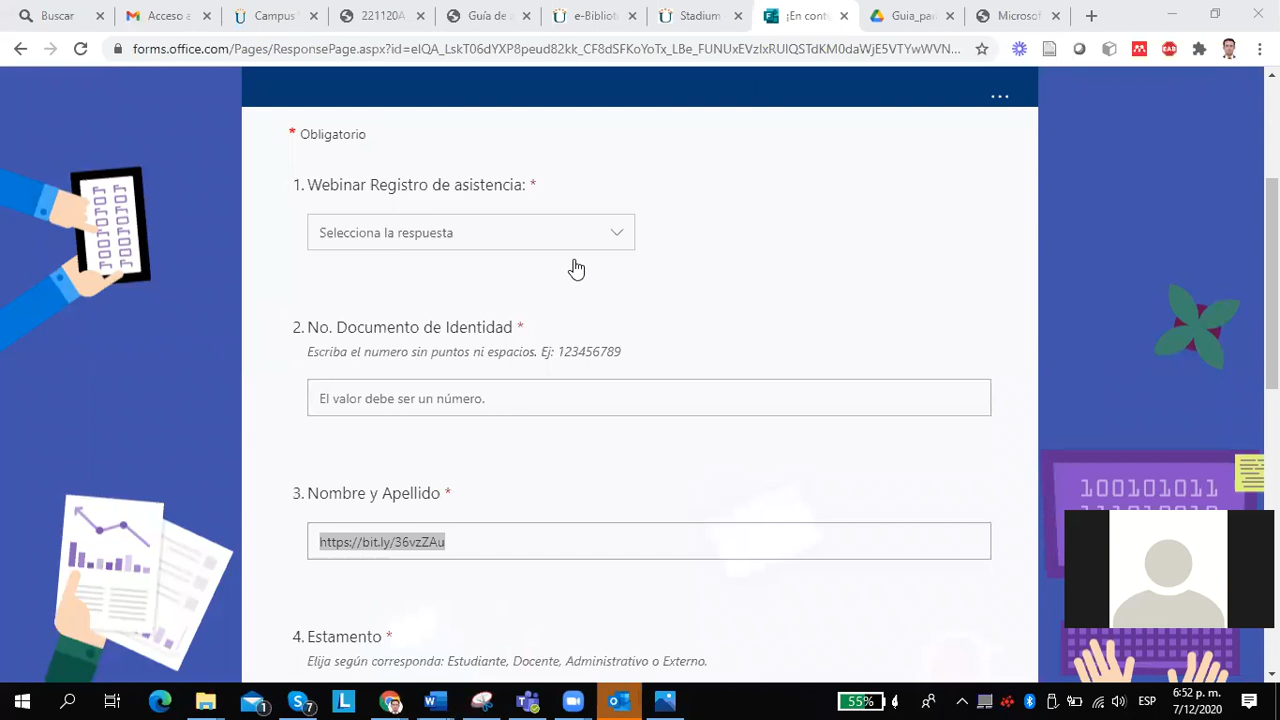 Buscar
Acceso a
Campus'
221120A
Guía de
e-Bibliot
Stadium
¡En cont
Guia_par
Microsof
forms.office.com/Pages/ResponsePage.aspx?id=eIQA_LskT06dYXP8peud82kk_CF8dSFKoYoTx_LBe_FUNUxEVzIxRUlQSTdKM0daWjE5VTYwWC...
...
* Obligatorio
1. Webinar Registro de asistencia: *
Selecciona la respuesta
2. No. Documento de Identidad *
Escriba el numero sin puntos ni espacios. Ej: 123456789
El valor debe ser un número.
3. Nombre y Apellido *
https://bit.ly/36vzZAu
4. Estamento *
Elija según corresponda. Estudiante, Docente, Administrativo o Externo.
100101011
55%
ESP
6:52 p. m.
7/12/2020